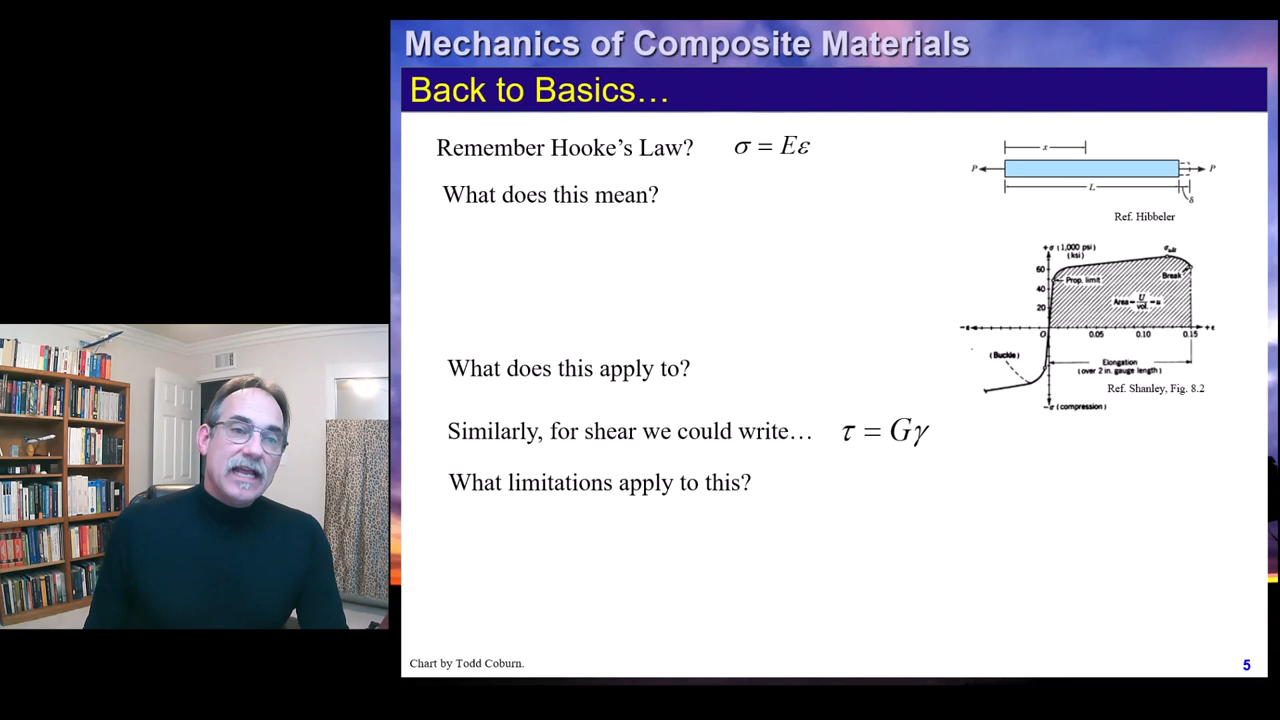 Mechanics of Composite Materials
Back to Basics…
Remember Hooke's Law? σ = Eε
What does this mean?
P x P
L
δ
Ref. Hibbeler
+σ (1,000 psi)
(ksi)
σult
60
Prop. limit
Break
40
Area = U/vol. = u
20
-ε O 0.05 0.10 0.15 +ε
(Buckle)
Elongation
(over 2 in. gauge length)
-σ (compression)
Ref. Shanley, Fig. 8.2
What does this apply to?
Similarly, for shear we could write… τ = Gγ
What limitations apply to this?
Chart by Todd Coburn.
5